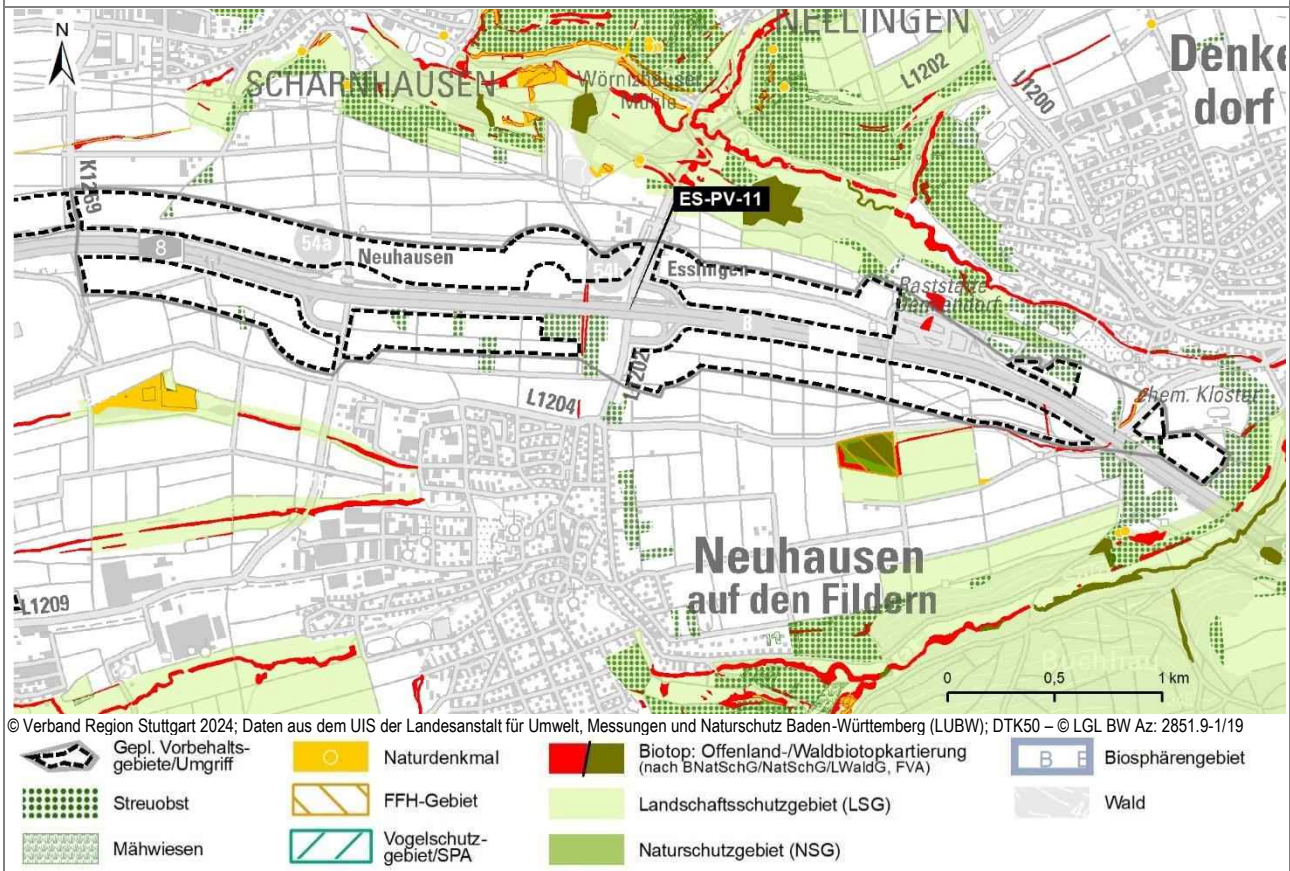 N
NELLINGEN
Denke
dorf
SCHARNHAUSEN
Wörnizhäuser
Mühle
L1202
L1200
K1269
ES-PV-11
54a
8
Neuhausen
54b
Esslingen
Raststätte
Denkendorf
8
L1202
L1204
ehem. Kloster
Neuhausen
auf den Fildern
L1209
0
0,5
1 km
© Verband Region Stuttgart 2024; Daten aus dem UIS der Landesanstalt für Umwelt, Messungen und Naturschutz Baden-Württemberg (LUBW); DTK50 – © LGL BW Az: 2851.9-1/19
Gepl. Vorbehalts-
gebiete/Umgriff
Naturdenkmal
Biotop: Offenland-/Waldbiotopkartierung
(nach BNatSchG/NatSchG/LWaldG, FVA)
B
Biosphärengebiet
Streuobst
FFH-Gebiet
Landschaftsschutzgebiet (LSG)
Wald
Mähwiesen
Vogelschutz-
gebiet/SPA
Naturschutzgebiet (NSG)